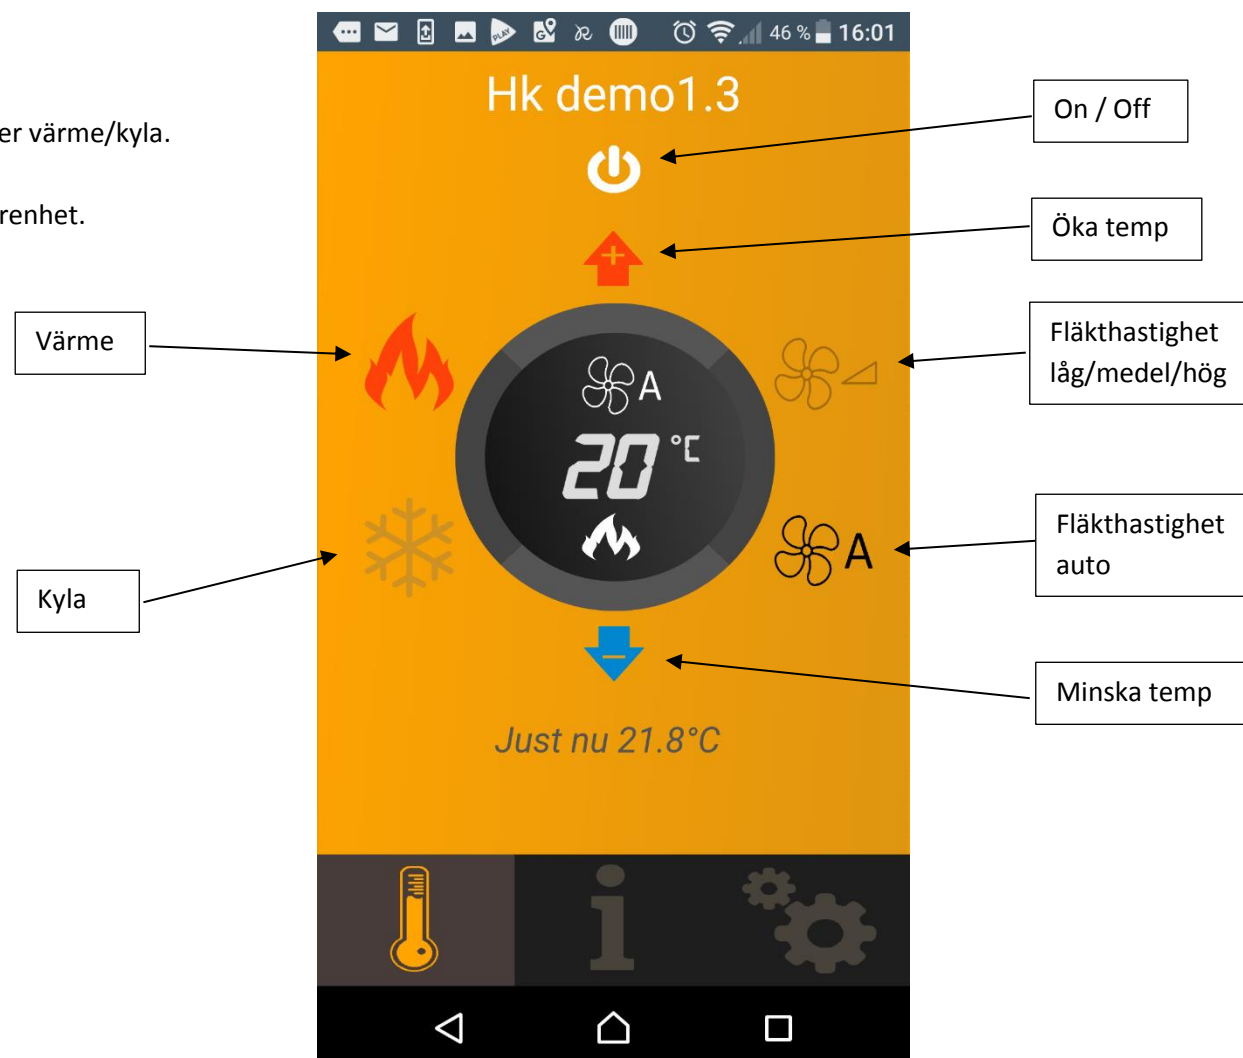 46 % 16:01
Hk demo1.3
er värme/kyla.
renhet.
On / Off
Öka temp
Värme
Fläkthastighet
låg/medel/hög
A
20 °C
Fläkthastighet
auto
A
Kyla
Minska temp
Just nu 21.8°C